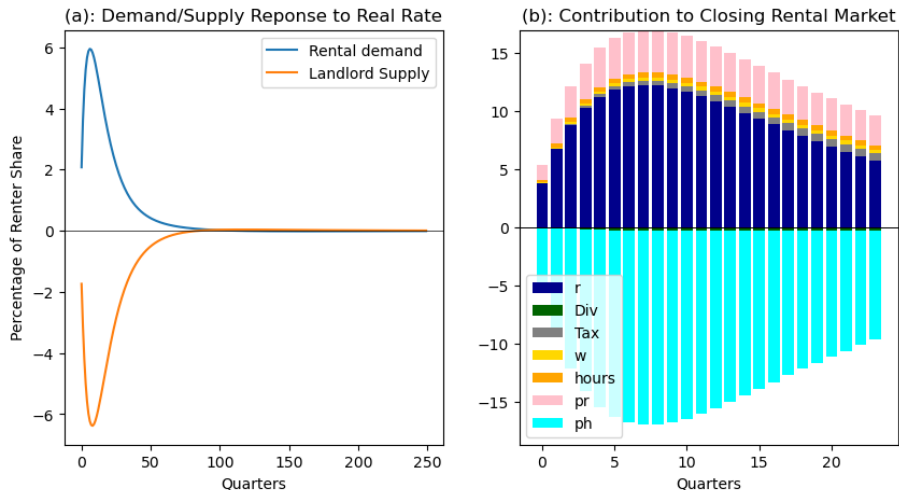 (a): Demand/Supply Reponse to Real Rate
Percentage of Renter Share
6
4
2
0
−2
−4
−6
Rental demand
Landlord Supply
0 50 100 150 200 250
Quarters
(b): Contribution to Closing Rental Market
15
10
5
0
−5
−10
−15
r
Div
Tax
w
hours
pr
ph
0 5 10 15 20
Quarters